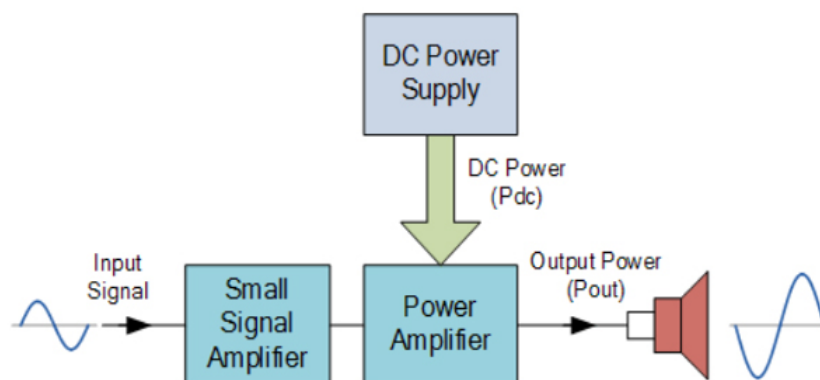 DC Power
Supply
DC Power
(Pdc)
Input
Signal
Small
Signal
Amplifier
Power
Amplifier
Output Power
(Pout)